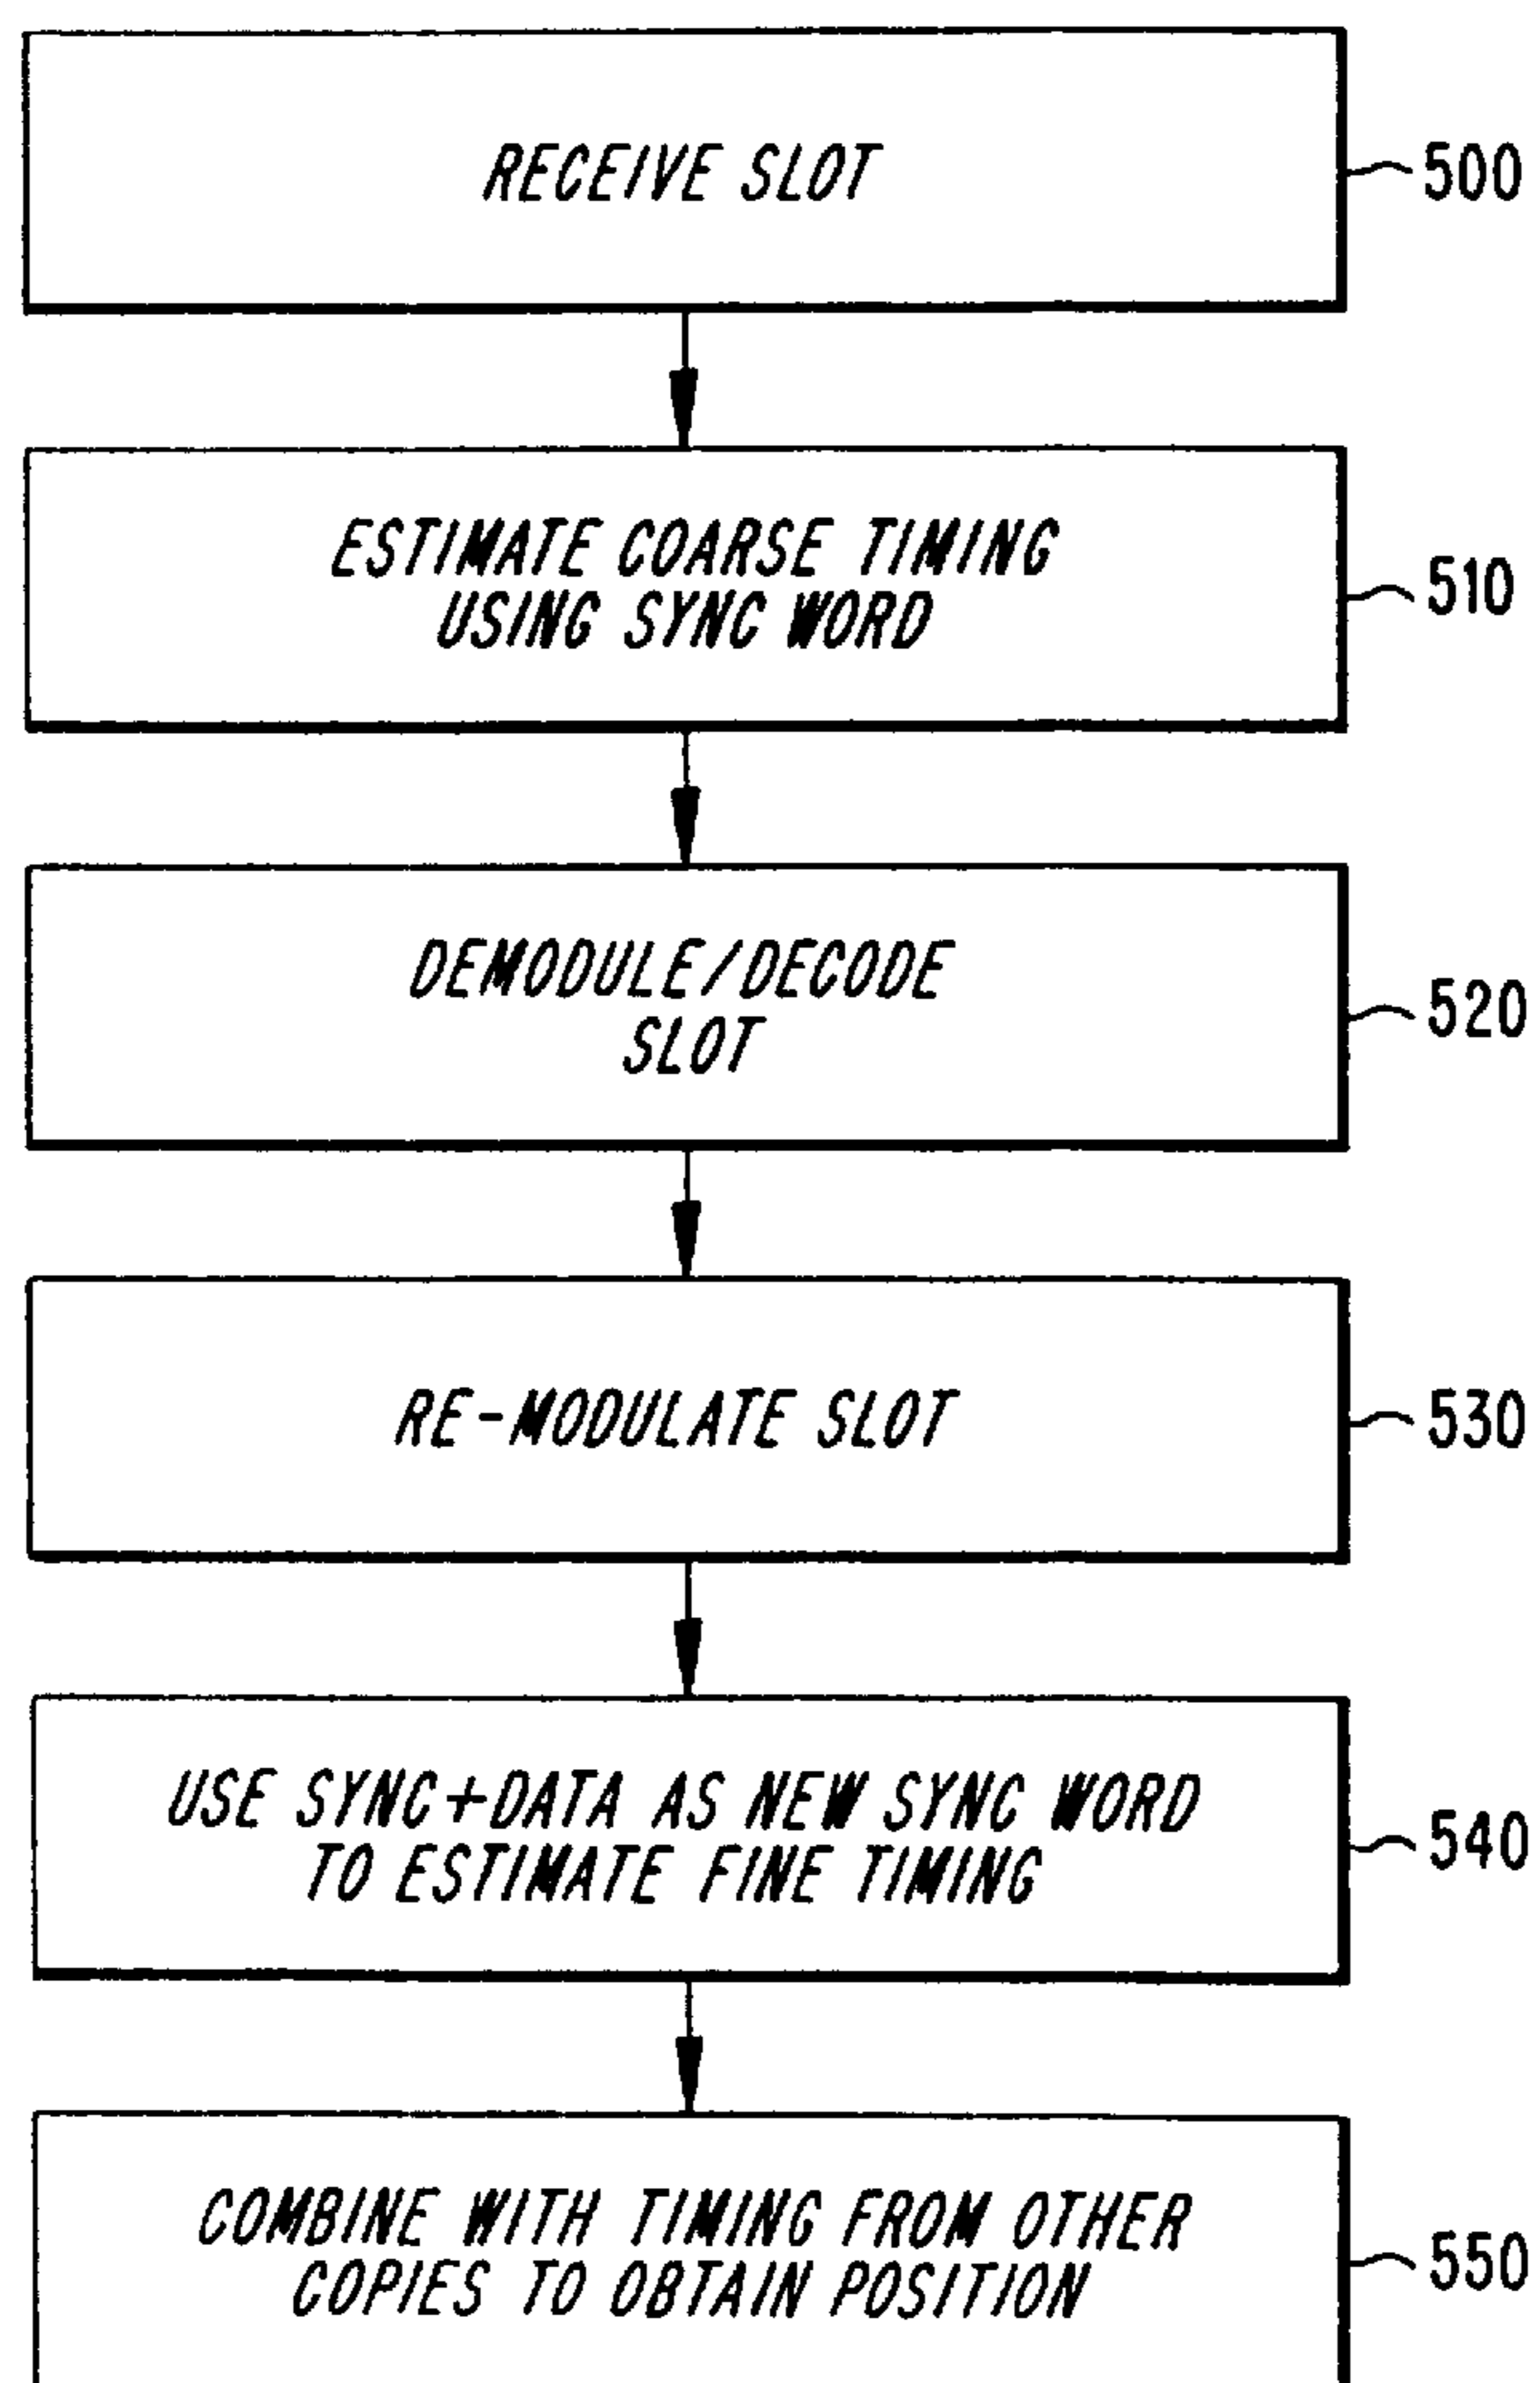 RECEIVE SLOT
500
ESTIMATE COARSE TIMING
USING SYNC WORD
510
DEMODULE/DECODE
SLOT
520
RE-MODULATE SLOT
530
USE SYNC+DATA AS NEW SYNC WORD
TO ESTIMATE FINE TIMING
540
COMBINE WITH TIMING FROM OTHER
COPIES TO OBTAIN POSITION
550